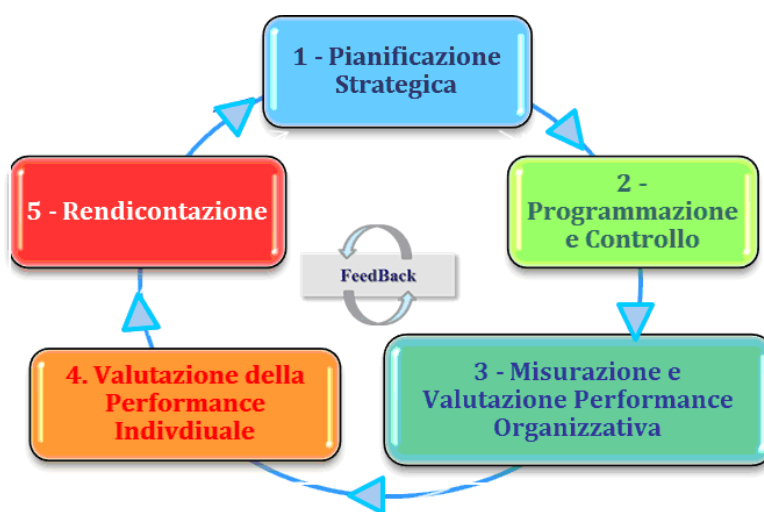 1 - Pianificazione
Strategica
2 -
Programmazione
e Controllo
3 - Misurazione e
Valutazione Performance
Organizzativa
4. Valutazione della
Performance
Indivdiuale
5 - Rendicontazione
FeedBack